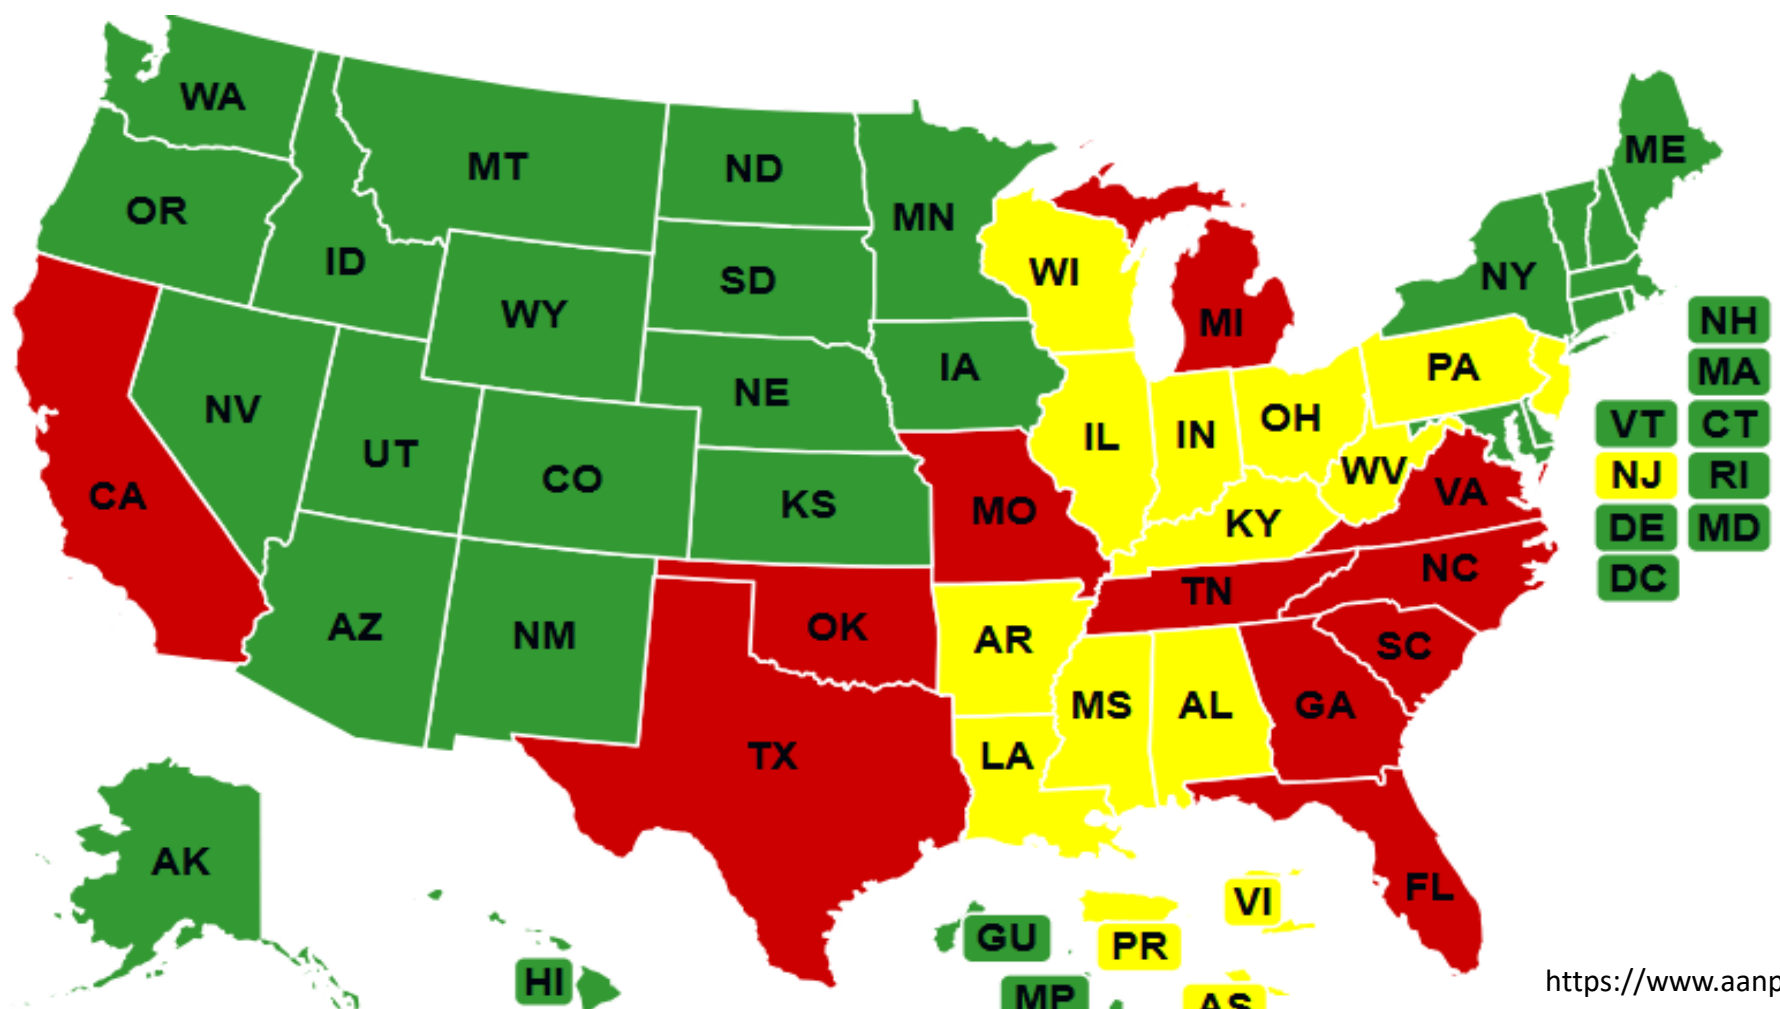 WA
MT
ND
ME
OR
MN
ID
WI
NY
SD
WY
MI
NH
IA
PA
MA
NE
NV
OH
VT
CT
IN
IL
UT
WV
NJ
RI
CO
CA
VA
KS
MO
KY
DE
MD
NC
DC
TN
AZ
OK
NM
AR
SC
MS
AL
GA
TX
LA
AK
FL
VI
GU
PR
HI
MP
AS
https://www.aanp